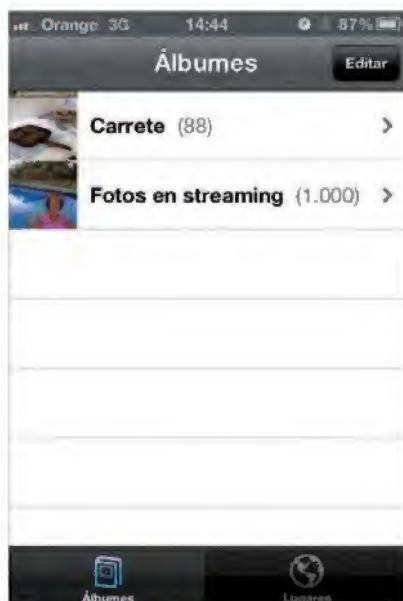 Orange 3G 14:44 87%
Álbumes Editar
Carrete (88)
Fotos en streaming (1.000)
Álbumes Lugares